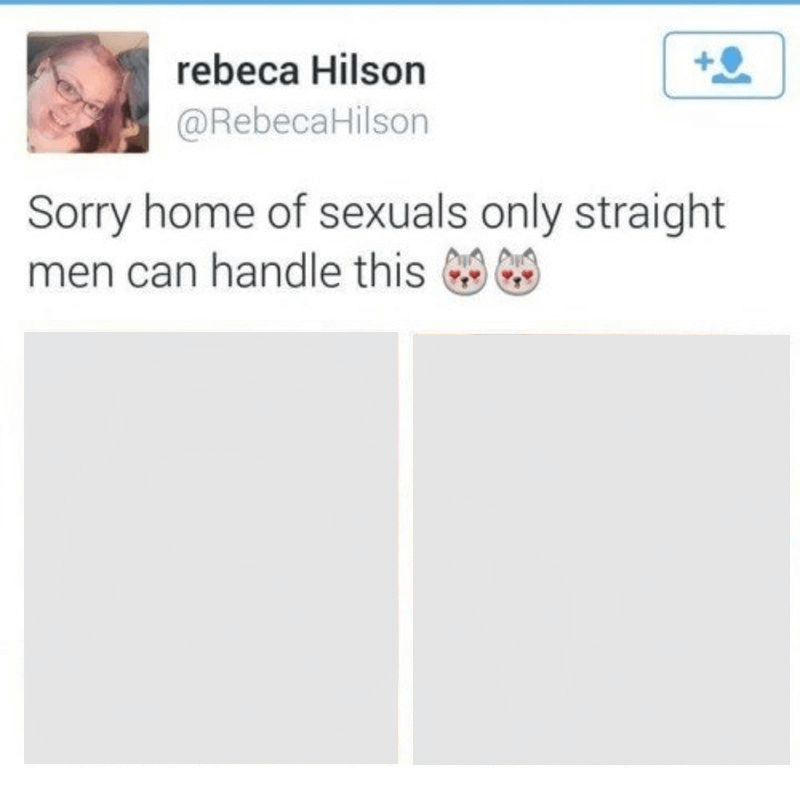 rebeca Hilson
@RebecaHilson
Sorry home of sexuals only straight
men can handle this 😻😻